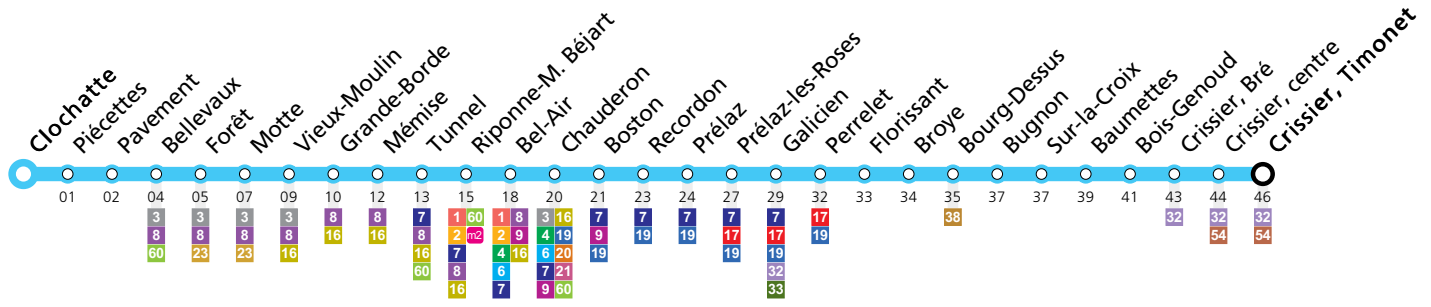 Clochatte
Piécettes
Pavement
Bellevaux
Forêt
Motte
Vieux-Moulin
Grande-Borde
Mémise
Tunnel
Riponne-M. Béjart
Bel-Air
Chauderon
Boston
Recordon
Prélaz
Prélaz-les-Roses
Galicien
Perrelet
Florissant
Broye
Bourg-Dessus
Bugnon
Sur-la-Croix
Baumettes
Bois-Genoud
Crissier, Bré
Crissier, centre
Crissier, Timonet
01 02 04 05 07 09 10 12 13 15 18 20 21 23 24 27 29 32 33 34 35 37 37 39 41 43 44 46
3 3 3 3 8 8 7 1 60 1 8 3 16 7 7 7 7 7 17 38 32 32 32
8 8 8 8 16 16 8 2 m2 2 9 4 19 9 19 19 17 17 19 54 54
60 23 23 16 16 7 4 16 6 20 19 19 19
60 8 6 7 21 32
16 7 9 60 33